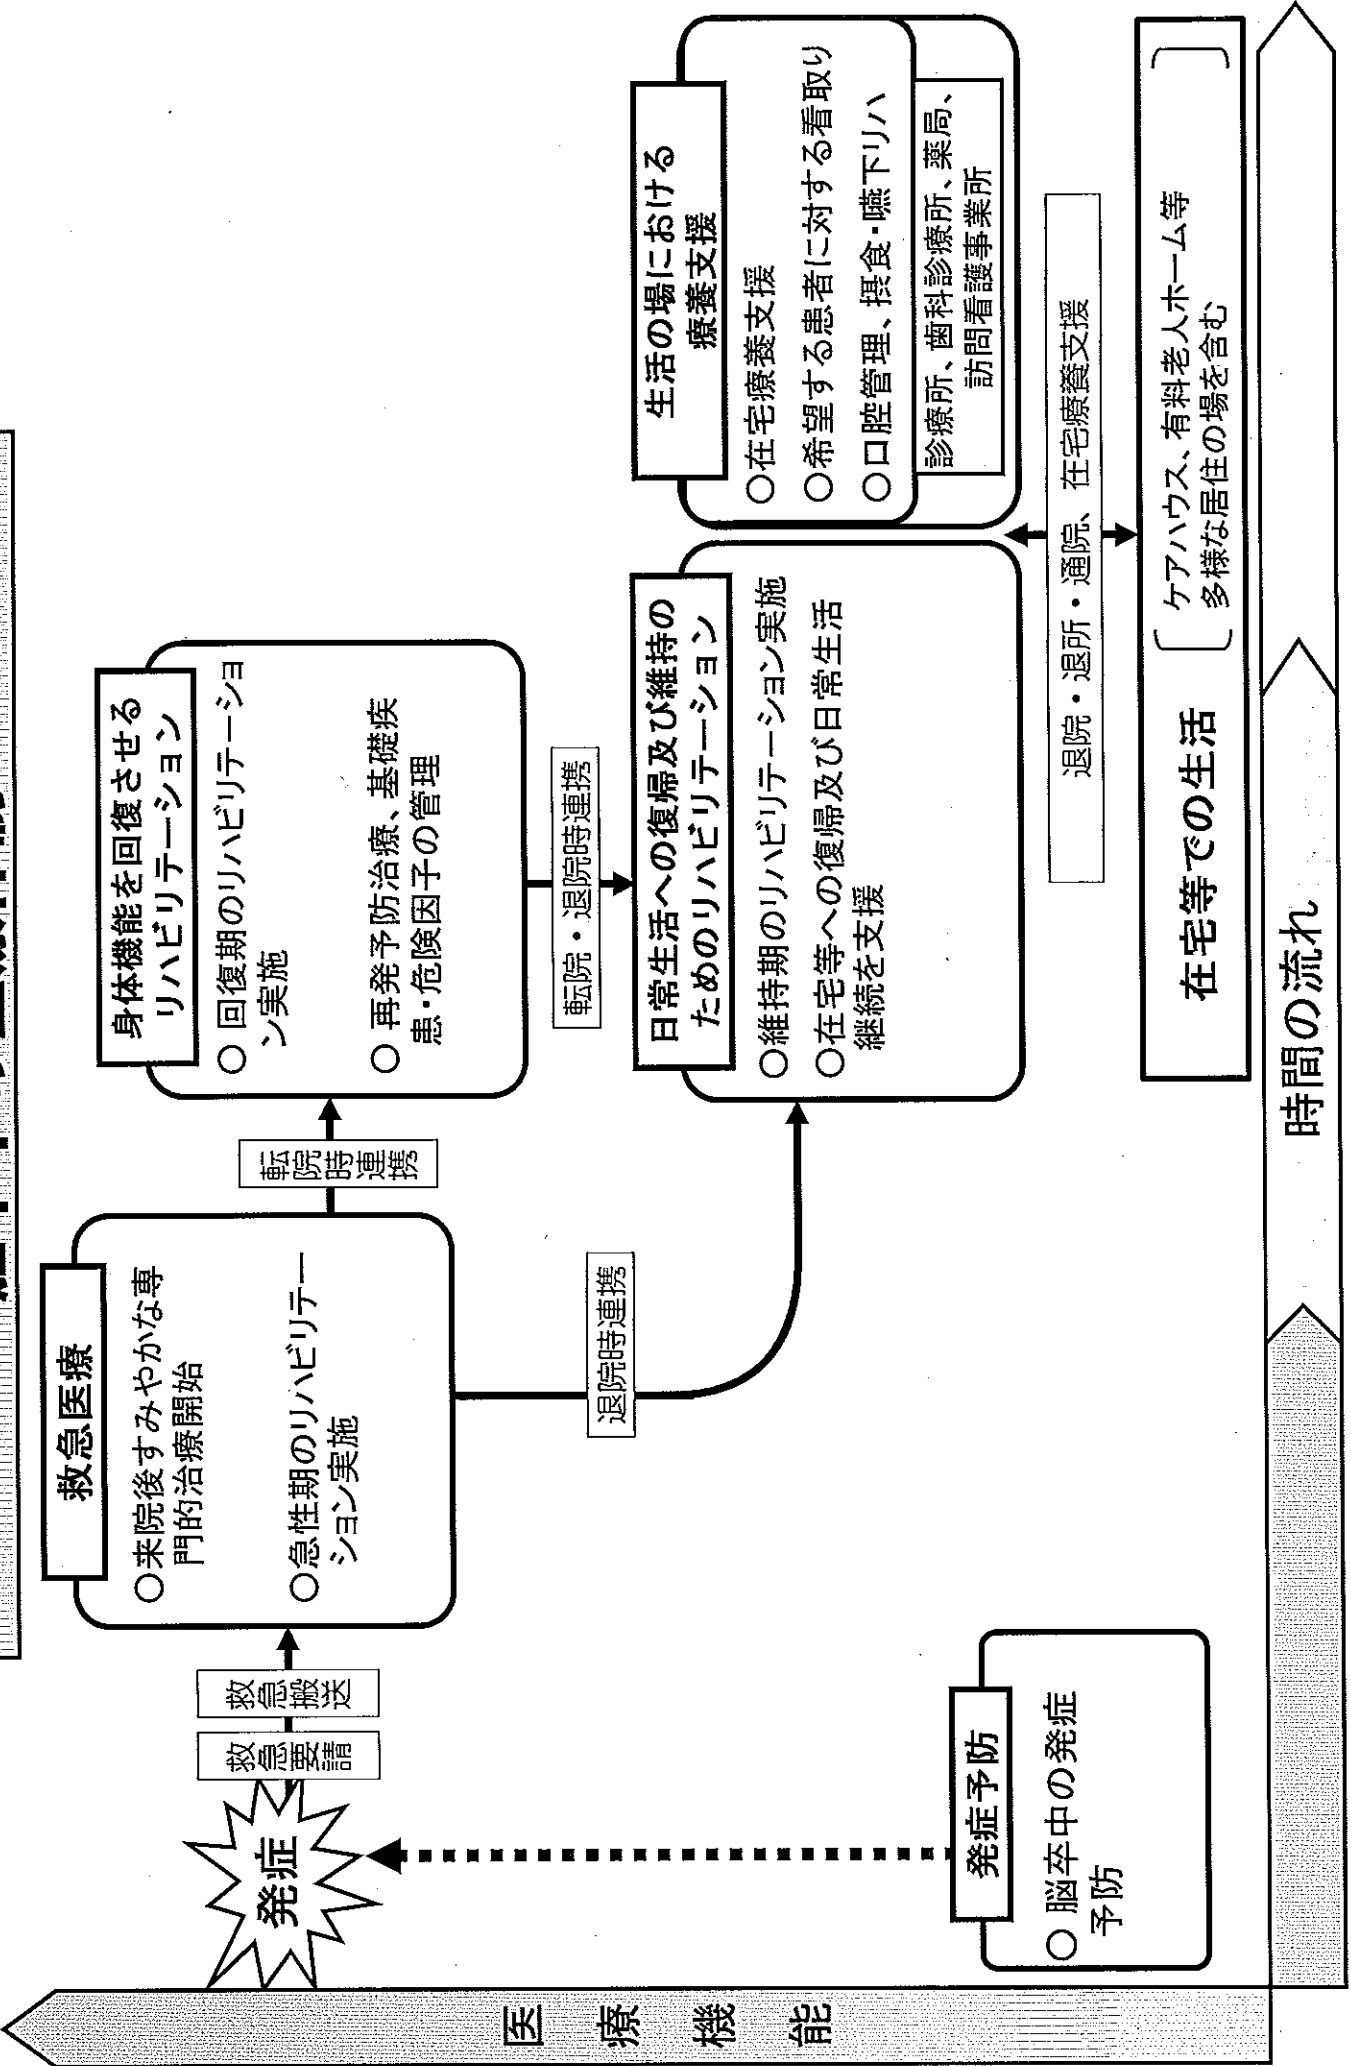 救急医療
○来院後すみやかな専
門的治療開始
○急性期のリハビリテー
ション実施
身体機能を回復させる
リハビリテーション
○ 回復期のリハビリテーショ
ン実施
○ 再発予防治療、基礎疾
患・危険因子の管理
発症
救急要請
救急搬送
転院時連携
退院時連携
転院・退院時連携
日常生活への復帰及び維持の
ためのリハビリテーション
○維持期のリハビリテーション実施
○在宅等への復帰及び日常生活
継続を支援
生活の場における
療養支援
○在宅療養支援
○希望する患者に対する看取り
○口腔管理、摂食・嚥下リハ
診療所、歯科診療所、薬局、
訪問看護事業所
発症予防
○ 脳卒中の発症
予防
退院・退所・通院、在宅療養支援
在宅等での生活
ケアハウス、有料老人ホーム等
多様な居住の場を含む
医療機能
時間の流れ